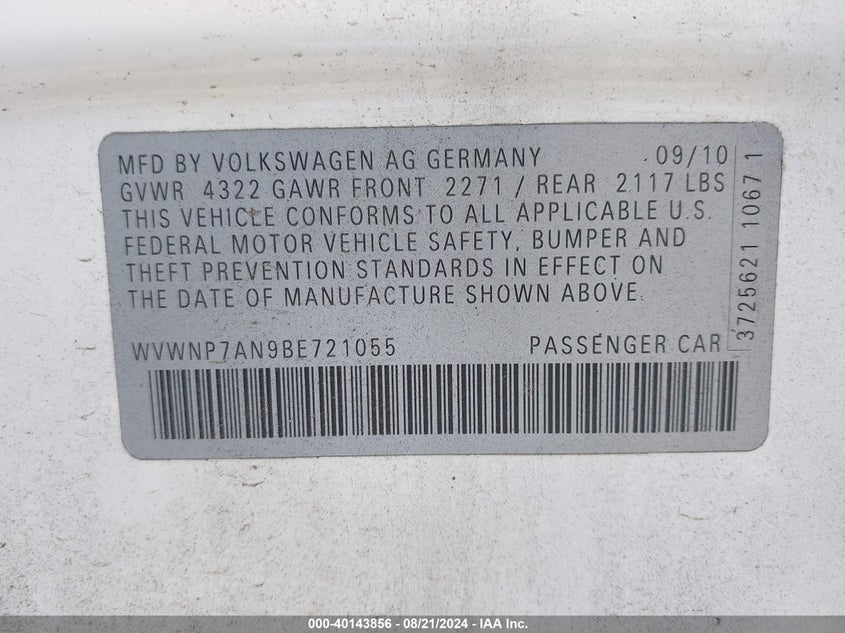 MFD BY VOLKSWAGEN AG GERMANY 09/10
GVWR 4322 GAWR FRONT 2271 / REAR 2117 LBS
THIS VEHICLE CONFORMS TO ALL APPLICABLE U.S.
FEDERAL MOTOR VEHICLE SAFETY, BUMPER AND
THEFT PREVENTION STANDARDS IN EFFECT ON
THE DATE OF MANUFACTURE SHOWN ABOVE.
WVWNP7AN9BE721055 PASSENGER CAR
3725621 1067 1
000-40143856 - 08/21/2024 - IAA Inc.